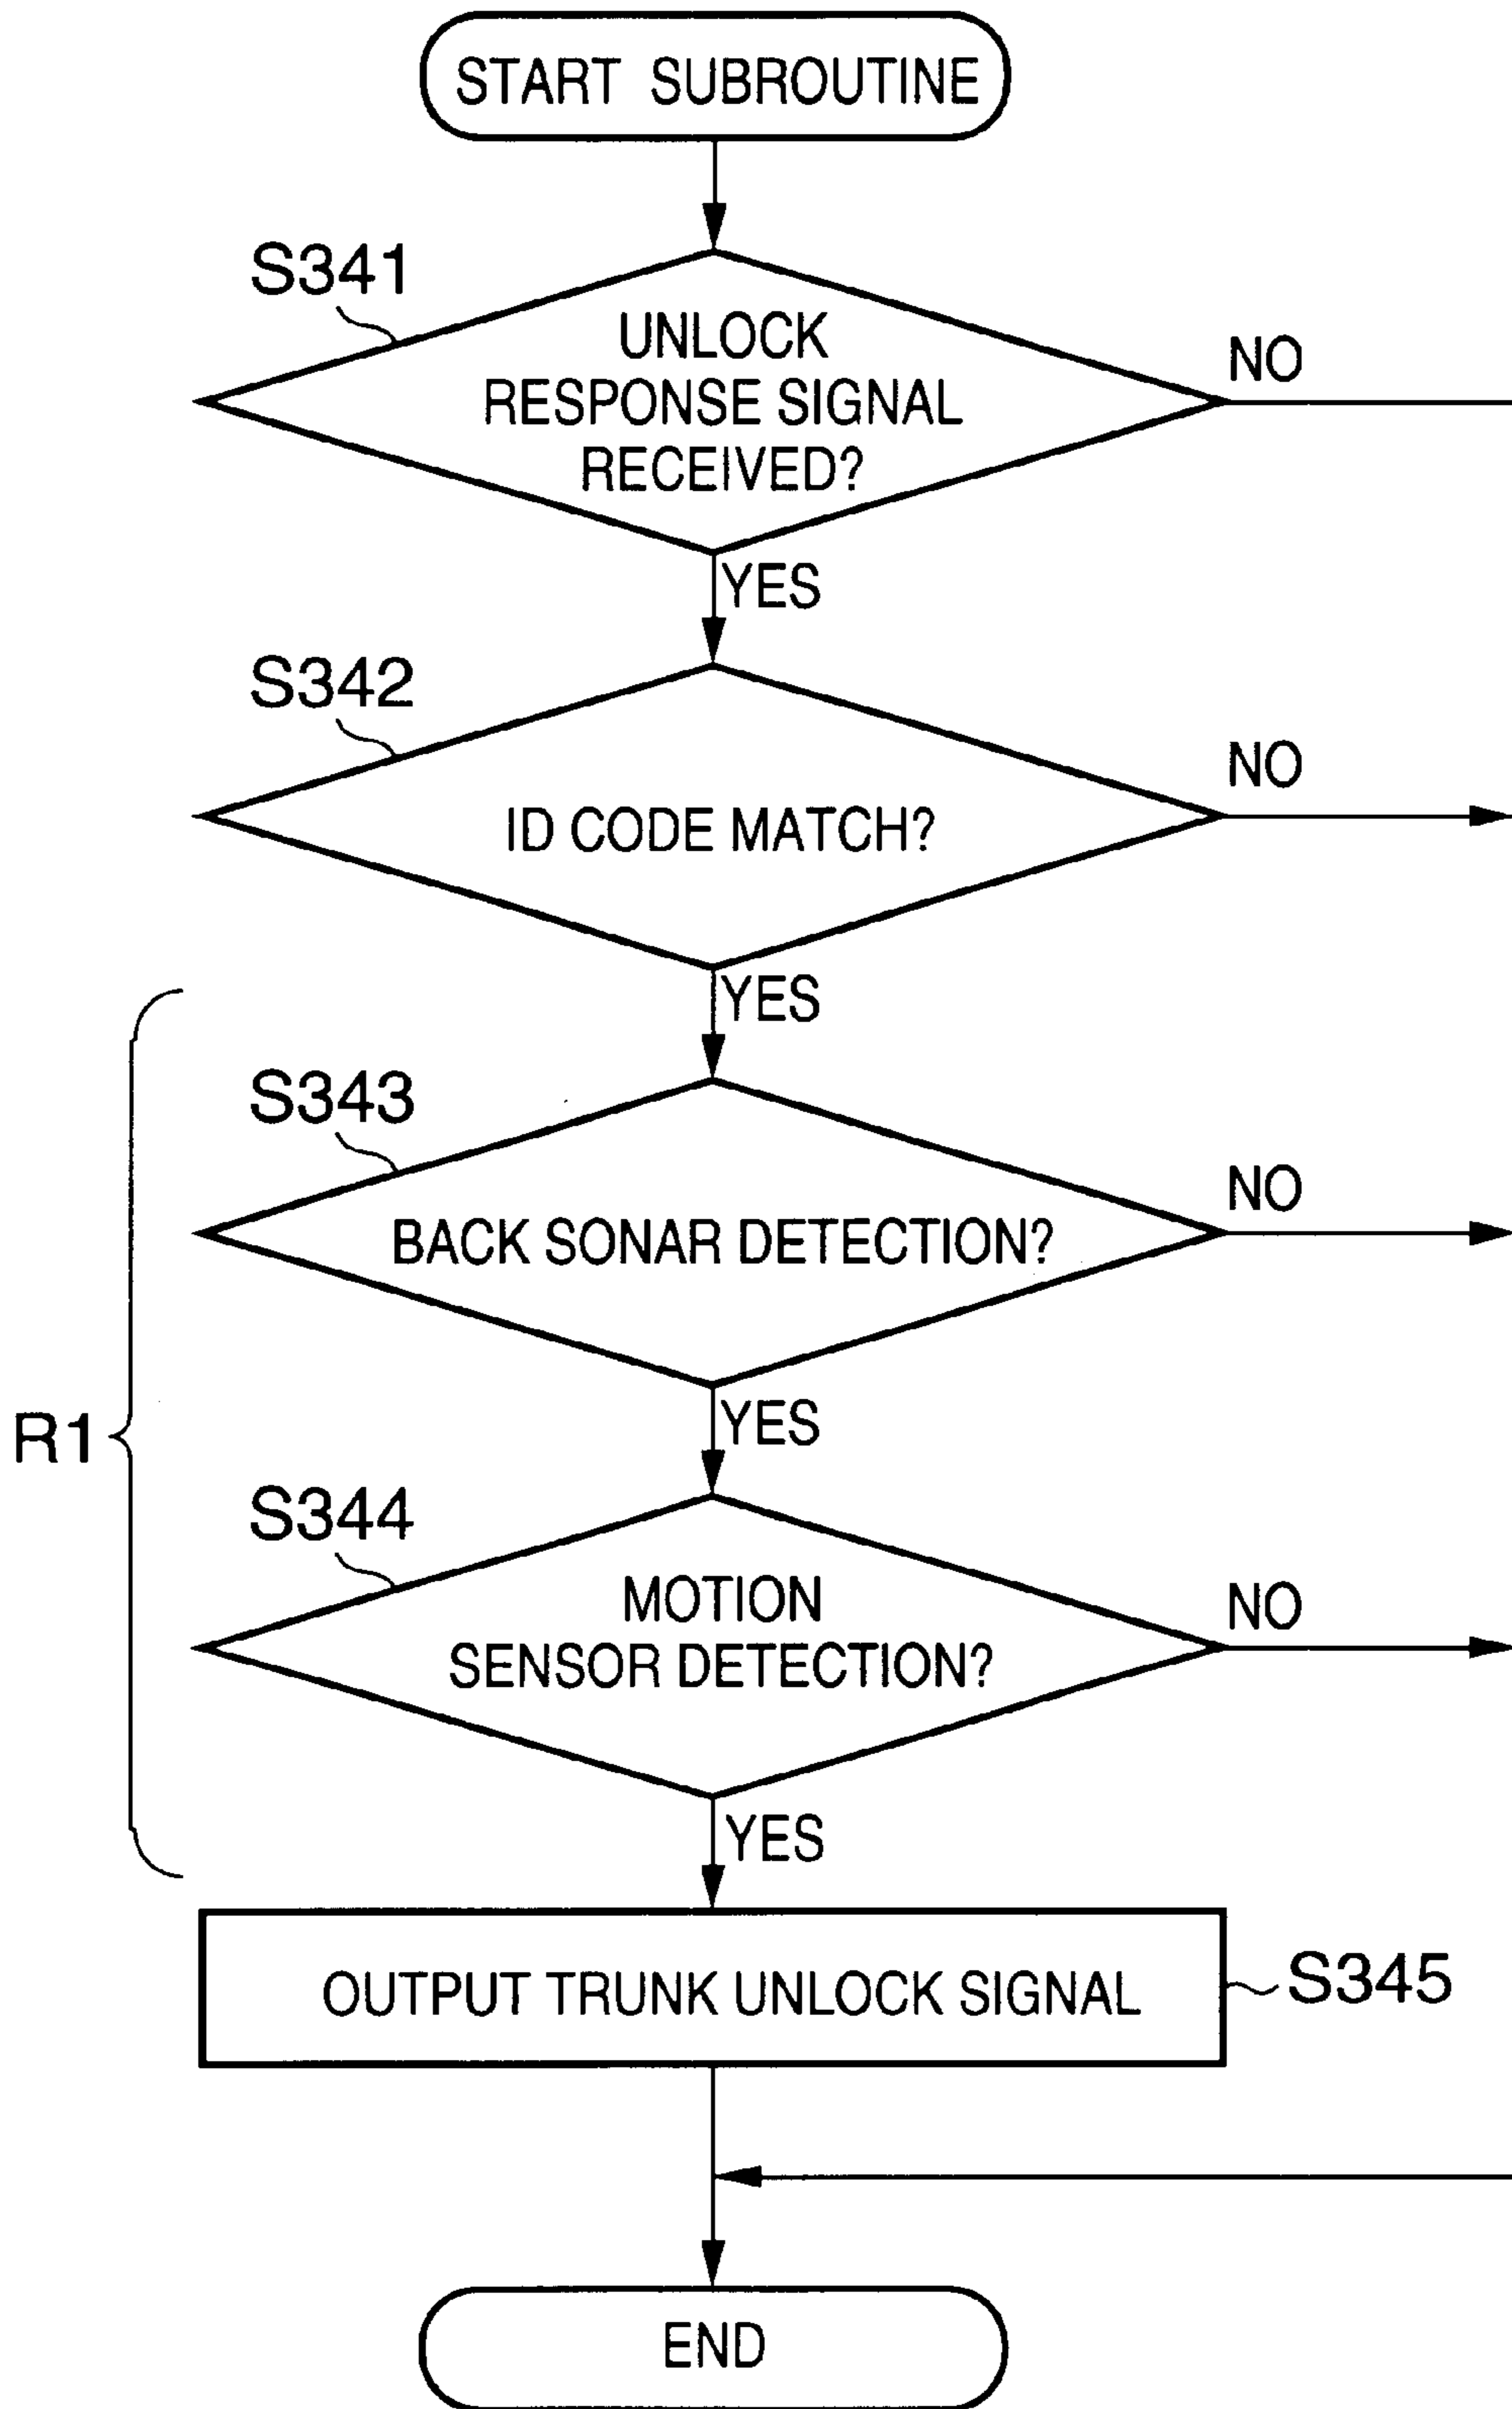 START SUBROUTINE
S341
UNLOCK
RESPONSE SIGNAL
RECEIVED?
NO
YES
S342
ID CODE MATCH?
NO
YES
S343
BACK SONAR DETECTION?
NO
YES
R1
S344
MOTION
SENSOR DETECTION?
NO
YES
OUTPUT TRUNK UNLOCK SIGNAL
S345
END